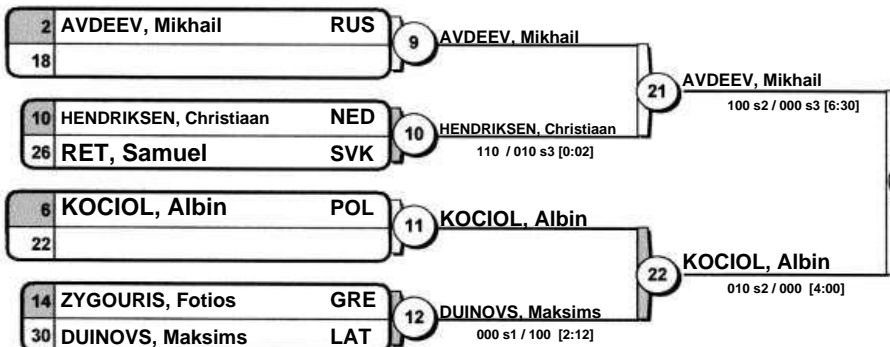 2 AVDEEV, Mikhail RUS
18
9
AVDEEV, Mikhail
10 HENDRIKSEN, Christiaan NED
26 RET, Samuel SVK
10
HENDRIKSEN, Christiaan
110 / 010 s3 [0:02]
21
AVDEEV, Mikhail
100 s2 / 000 s3 [6:30]
6 KOCIOL, Albin POL
22
11
KOCIOL, Albin
14 ZYGOURIS, Fotios GRE
30 DUINOVS, Maksims LAT
12
DUINOVS, Maksims
000 s1 / 100 [2:12]
22
KOCIOL, Albin
010 s2 / 000 [4:00]